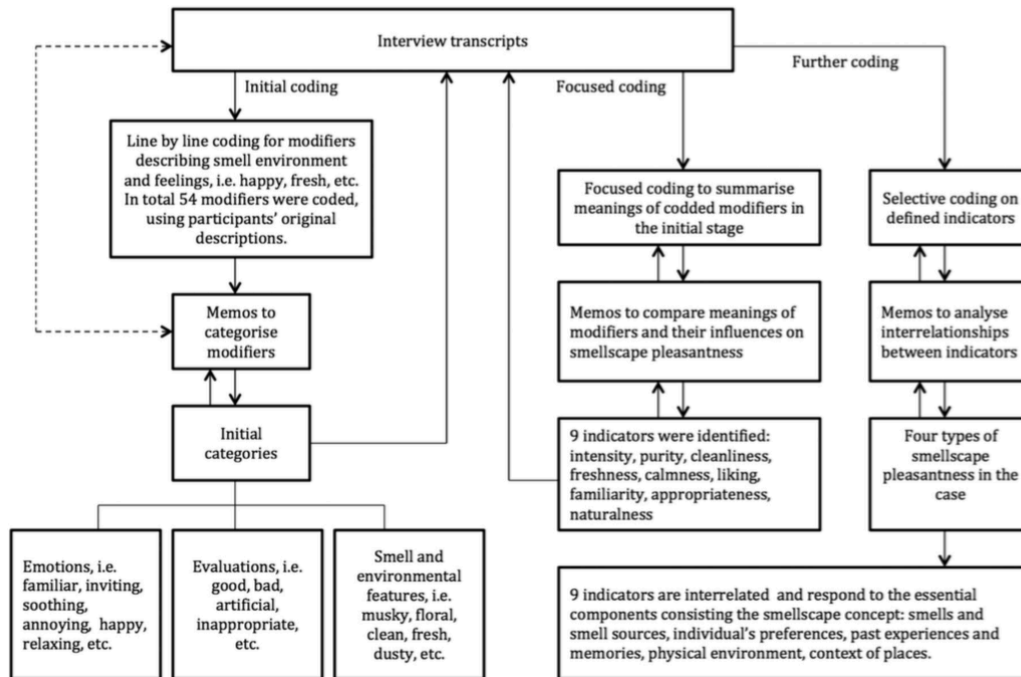 Interview transcripts
Initial coding
Focused coding
Further coding
Line by line coding for modifiers
describing smell environment
and feelings, i.e. happy, fresh, etc.
In total 54 modifiers were coded,
using participants' original
descriptions.
Memos to
categorise
modifiers
Initial
categories
Emotions, i.e.
familiar, inviting,
soothing,
annoying, happy,
relaxing, etc.
Evaluations, i.e.
good, bad,
artificial,
inappropriate,
etc.
Smell and
environmental
features, i.e.
musky, floral,
clean, fresh,
dusty, etc.
Focused coding to summarise
meanings of codded modifiers in
the initial stage
Memos to compare meanings of
modifiers and their influences on
smellscape pleasantness
9 indicators were identified:
intensity, purity, cleanliness,
freshness, calmness, liking,
familiarity, appropriateness,
naturalness
Selective coding on
defined indicators
Memos to analyse
interrelationships
between indicators
Four types of
smellscape
pleasantness in the
case
9 indicators are interrelated and respond to the essential
components consisting the smellscape concept: smells and
smell sources, individual's preferences, past experiences and
memories, physical environment, context of places.